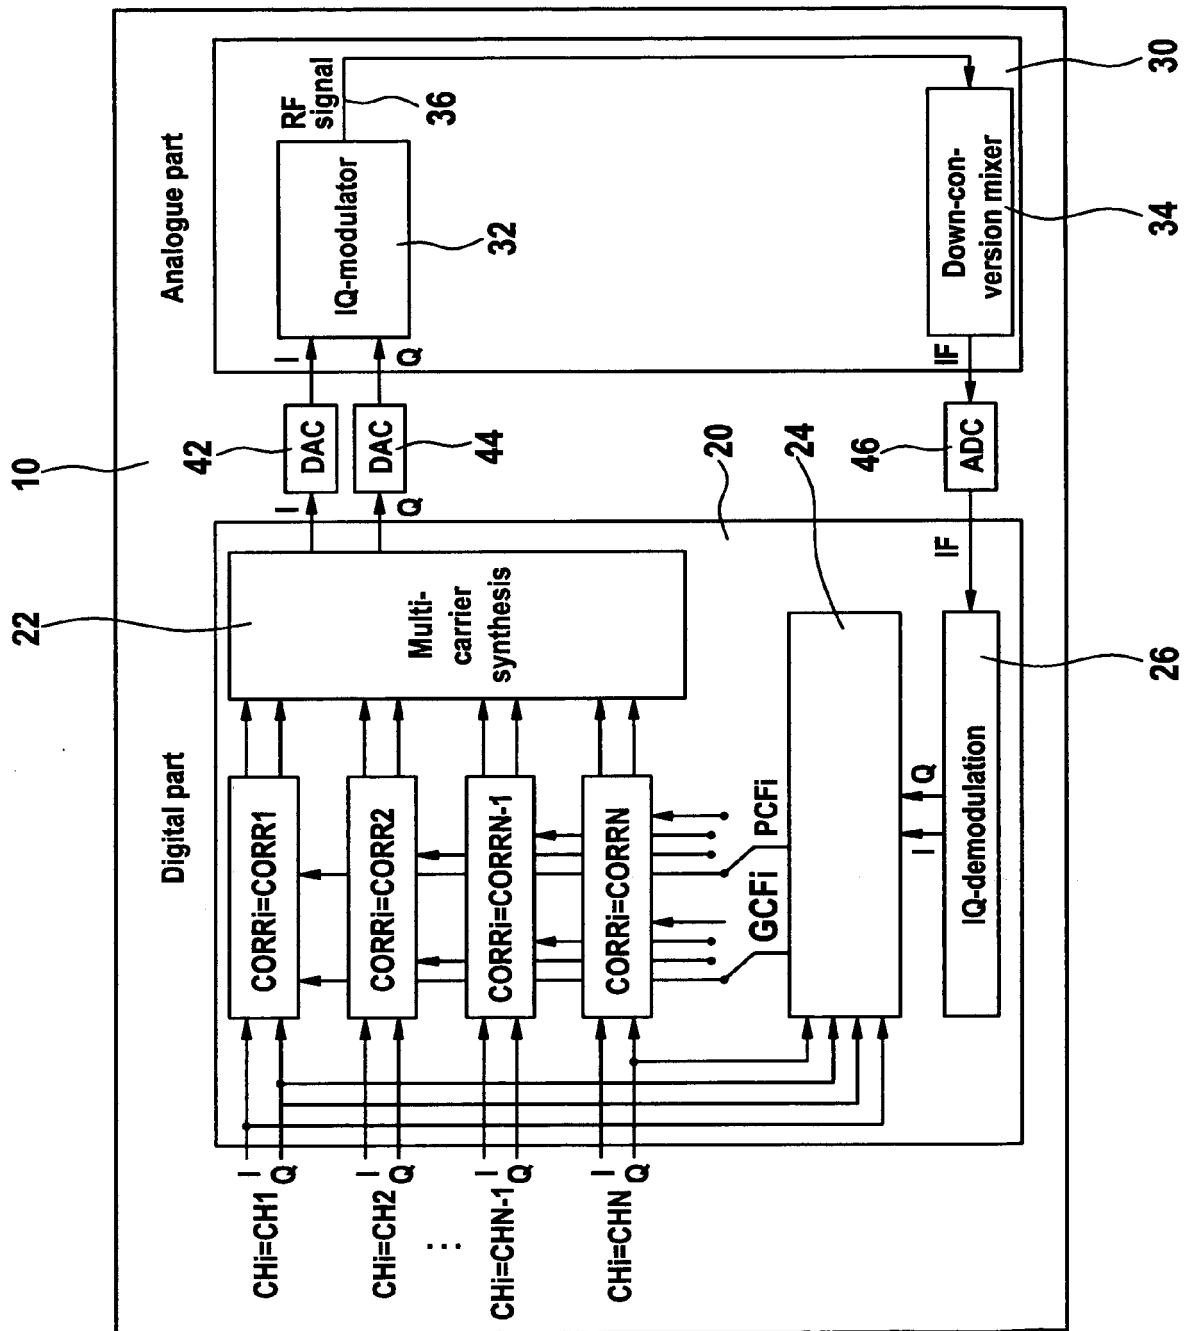 10
Digital part
Analogue part
CHi=CH1
I
Q
CHi=CH2
I
Q
...
CHi=CHN-1
I
Q
CHi=CHN
I
Q
CORRi=CORR1
CORRi=CORR2
CORRi=CORRN-1
CORRi=CORRN
22
Multi-
carrier
synthesis
I
Q
42
DAC
DAC
44
I
Q
IQ-modulator
32
RF
signal
36
GCFi
PCFi
20
24
I
Q
IQ-demodulation
26
IF
46
ADC
IF
Down-con-
version mixer
34
30